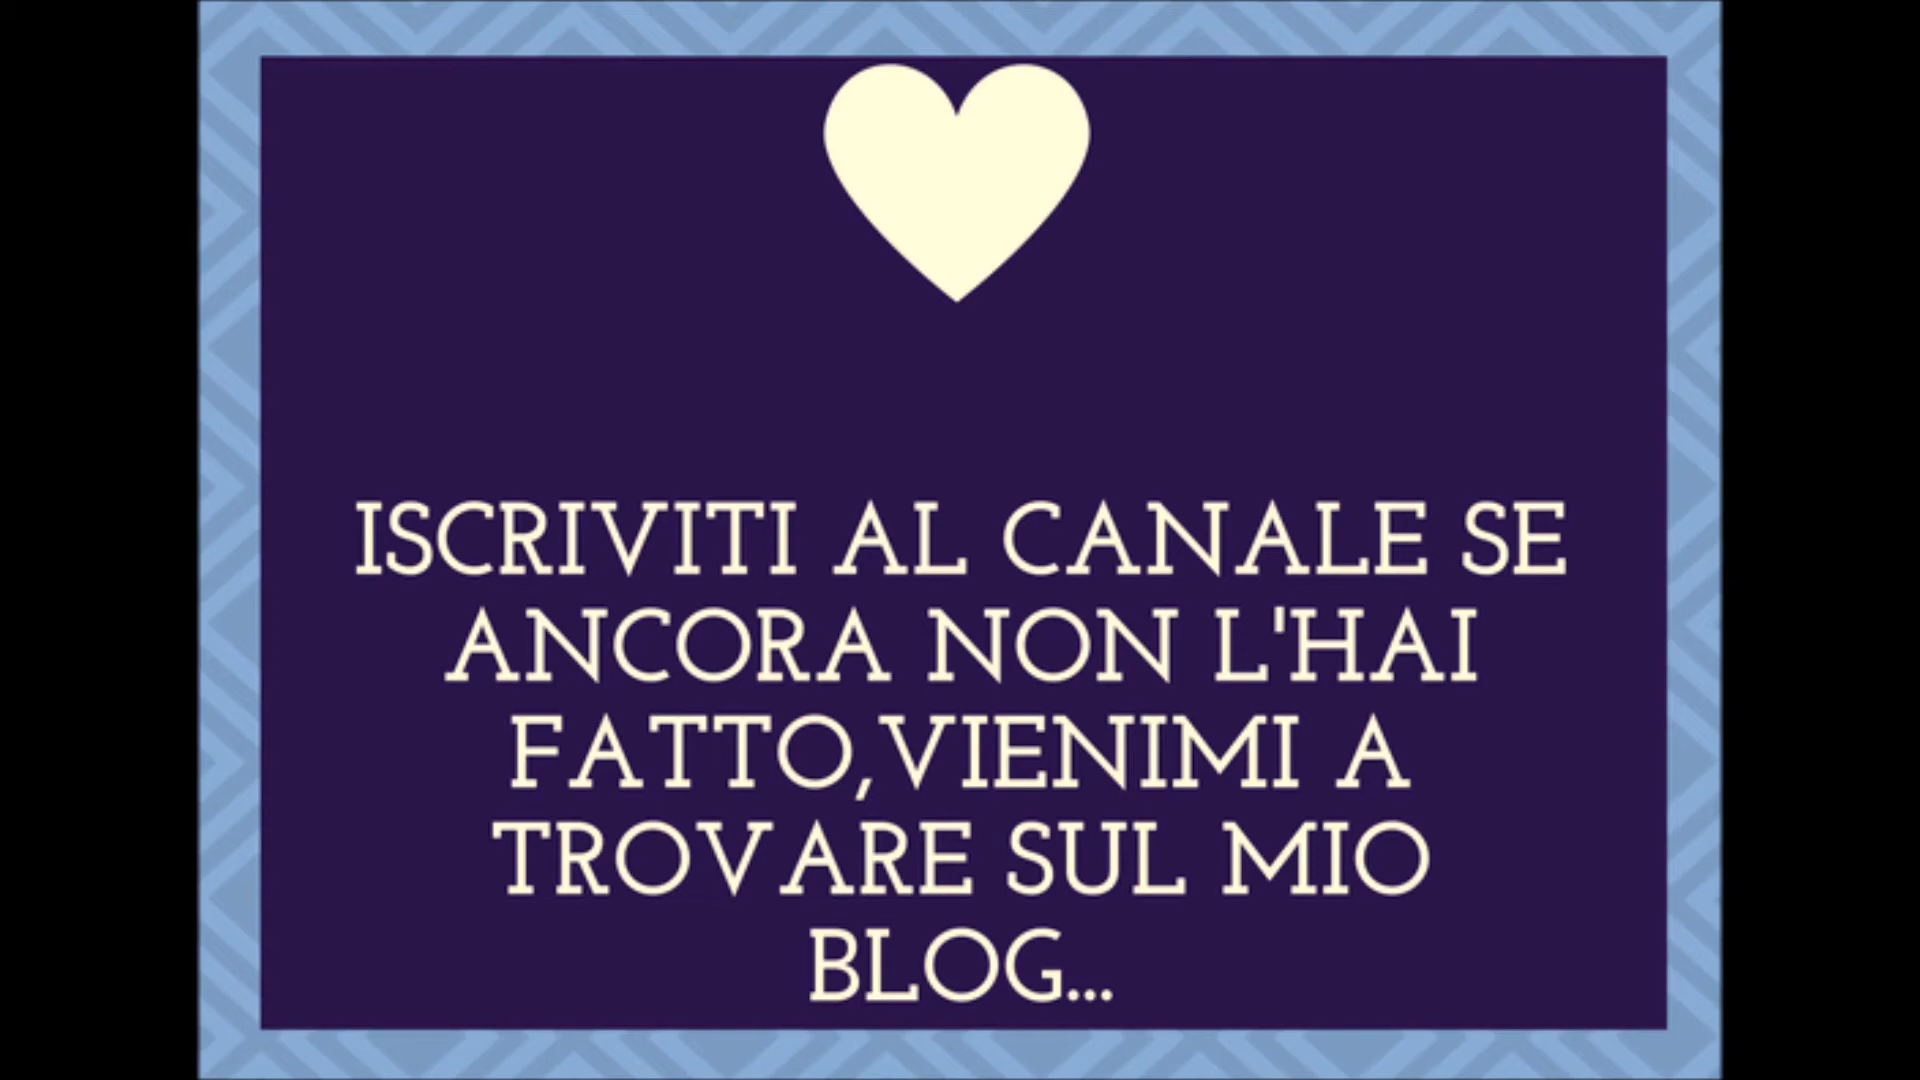 ISCRIVITI AL CANALE SE
ANCORA NON L'HAI
FATTO,VIENIMI A
TROVARE SUL MIO
BLOG...